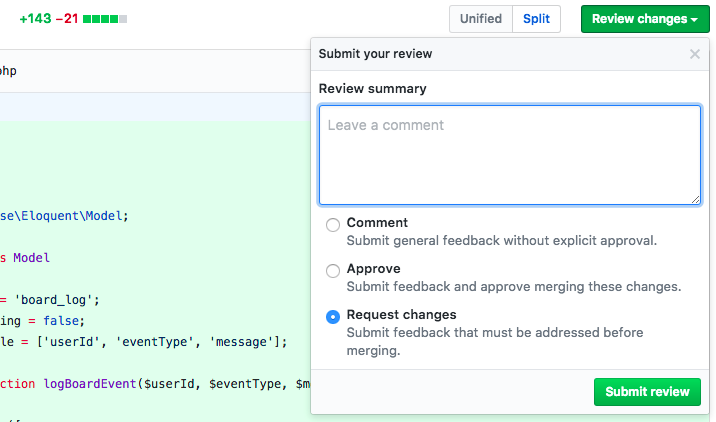 +143 −21
Unified
Split
Review changes
hp
Submit your review
Review summary
Leave a comment
Comment
Submit general feedback without explicit approval.
Approve
Submit feedback and approve merging these changes.
Request changes
Submit feedback that must be addressed before
merging.
Submit review
se\Eloquent\Model;
s Model
= 'board_log';
ing = false;
le = ['userId', 'eventType', 'message'];
ction logBoardEvent($userId, $eventType, $m
([